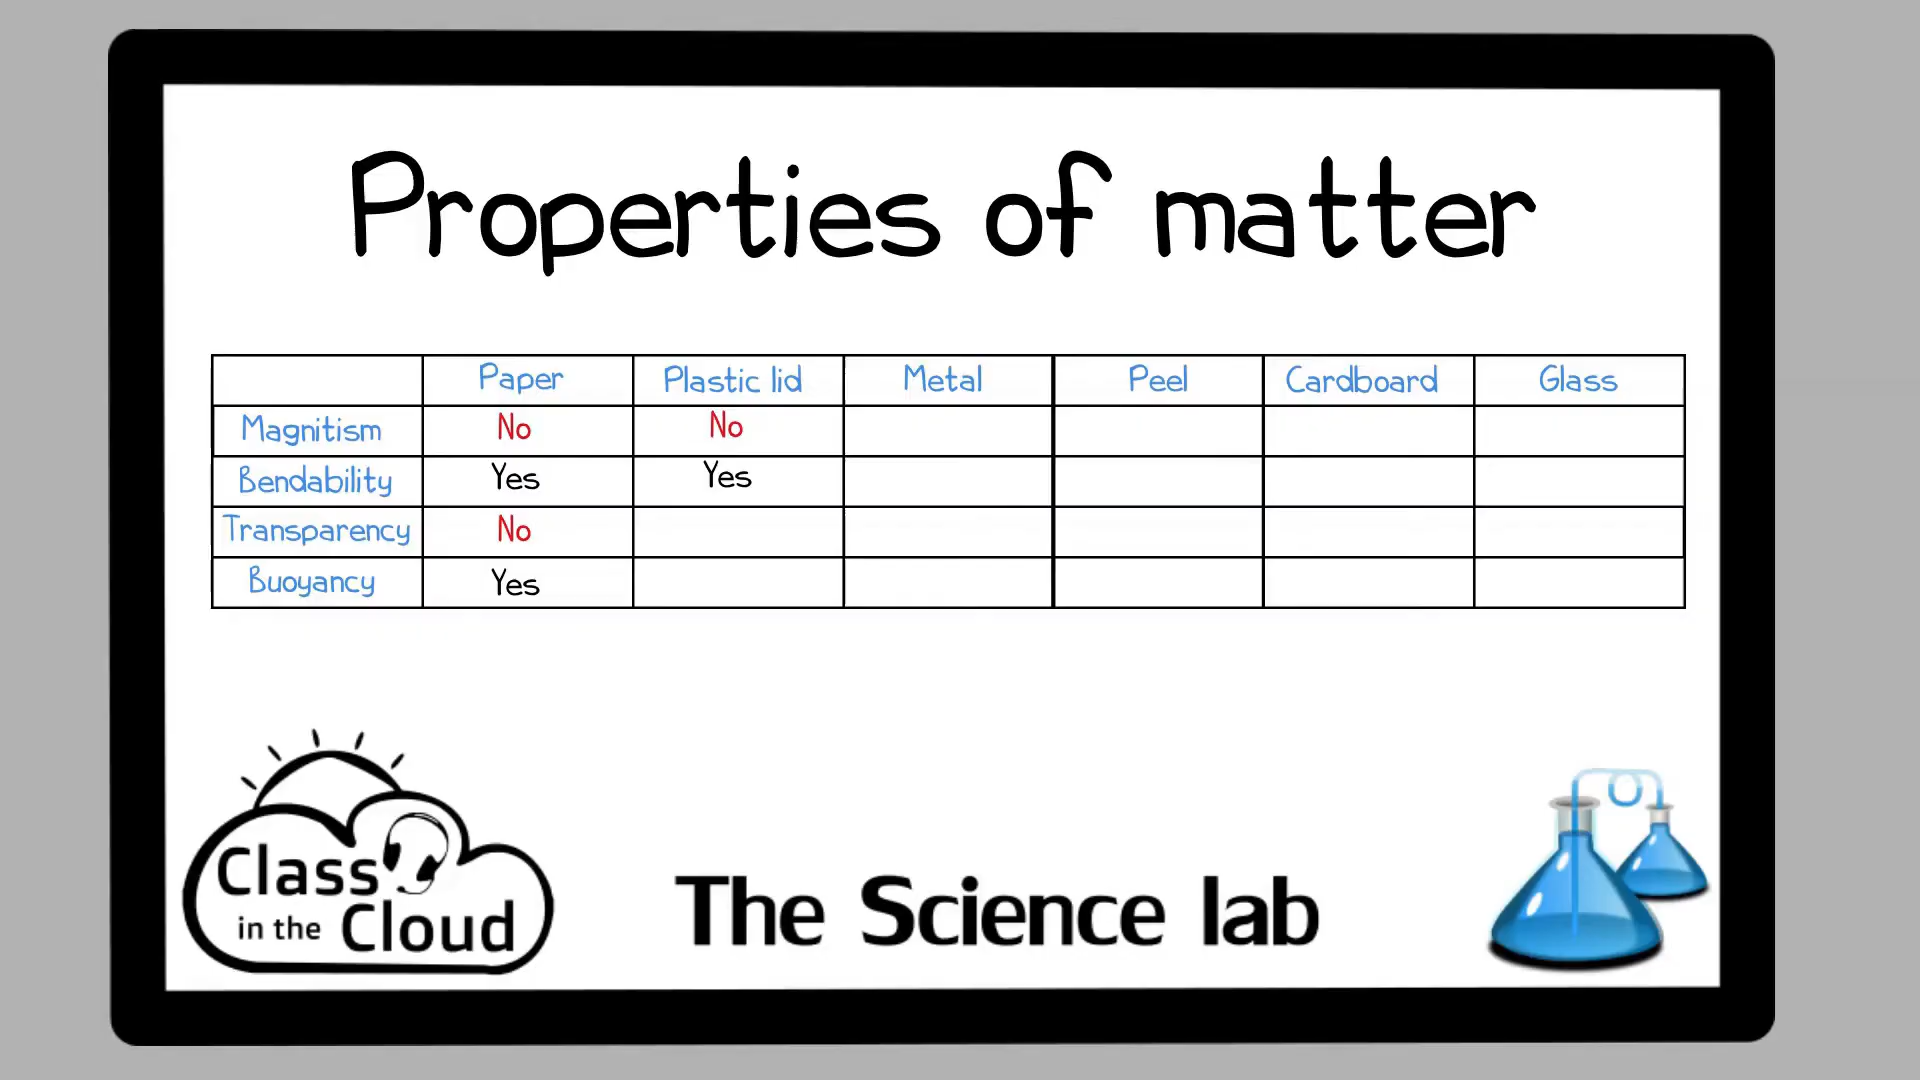 Properties of matter
Paper Plastic lid Metal Peel Cardboard Glass
Magnitism No No
Bendability Yes Yes
Transparency No
Buoyancy Yes
Class
in the Cloud
The Science lab